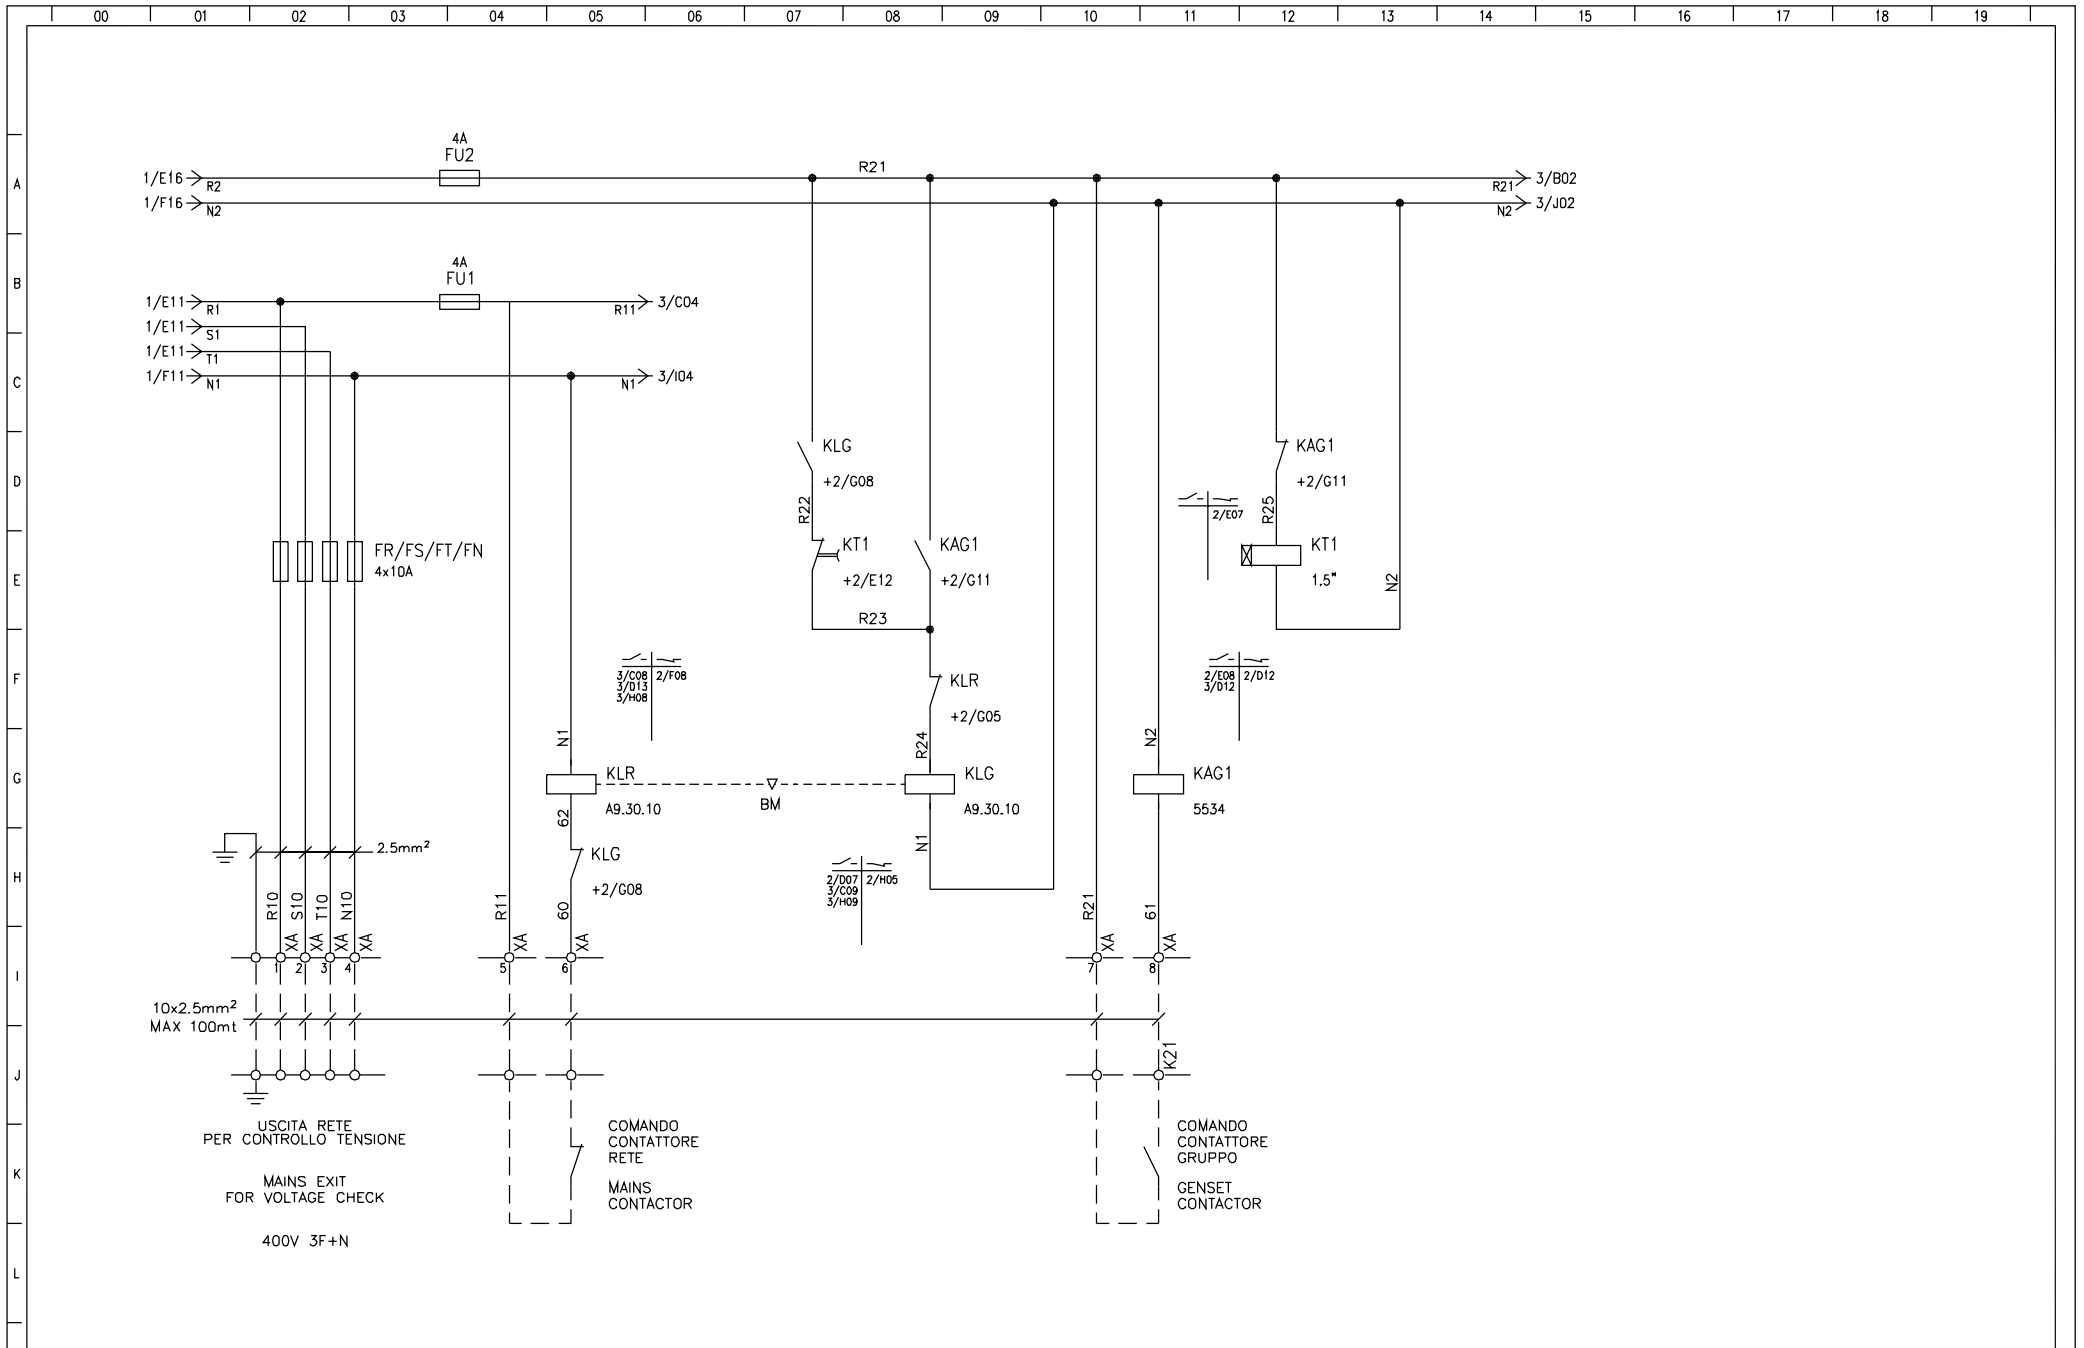 00 01 02 03 04 05 06 07 08 09 10 11 12 13 14 15 16 17 18 19
A
B
C
D
E
F
G
H
I
J
K
L
4A
FU2
1/E16 R2
R21
R21 3/B02
1/F16 N2
N2 3/J02
4A
FU1
1/E11 R1
R11 3/C04
1/E11 S1
1/E11 T1
1/F11 N1
N1 3/I04
KLG
+2/G08
R22
KT1
+2/E12
KAG1
+2/G11
R23
KAG1
+2/G11
2/E07
R25
KT1
1,5"
N2
FR/FS/FT/FN
4x10A
3/C08 2/F08
3/D13
3/H08
KLR
+2/G05
2/E08 2/D12
3/D12
N1
R24
N2
KLR
A9.30.10
BM
KLG
A9.30.10
KAG1
5534
62
N1
KLG
+2/G08
2/D07 2/H05
3/C09
3/H09
2.5mm²
R10
S10
T10
N10
R11
60
R21
61
XA
XA
XA
XA
XA
XA
XA
XA
1
2
3
4
5
6
7
8
10x2.5mm²
MAX 100mt
K21
USCITA RETE
PER CONTROLLO TENSIONE
MAINS EXIT
FOR VOLTAGE CHECK
400V 3F+N
COMANDO
CONTATTORE
RETE
MAINS
CONTACTOR
COMANDO
CONTATTORE
GRUPPO
GENSET
CONTACTOR